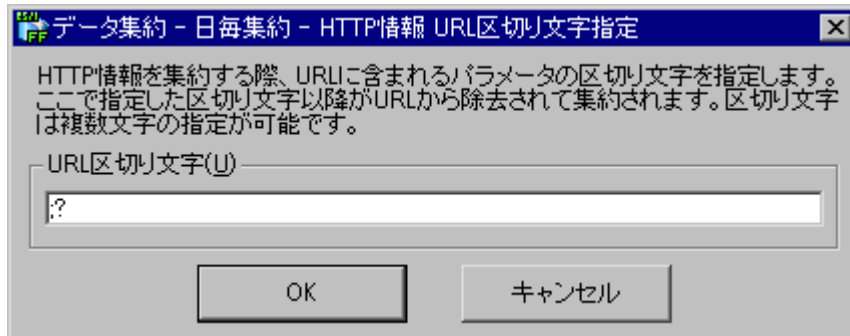 データ集約 - 日毎集約 - HTTP情報 URL区切り文字指定
HTTP情報を集約する際、URLに含まれるパラメータの区切り文字を指定します。
ここで指定した区切り文字以降がURLから除去されて集約されます。区切り文字
は複数文字の指定が可能です。
URL区切り文字(U)
;?
OK
キャンセル